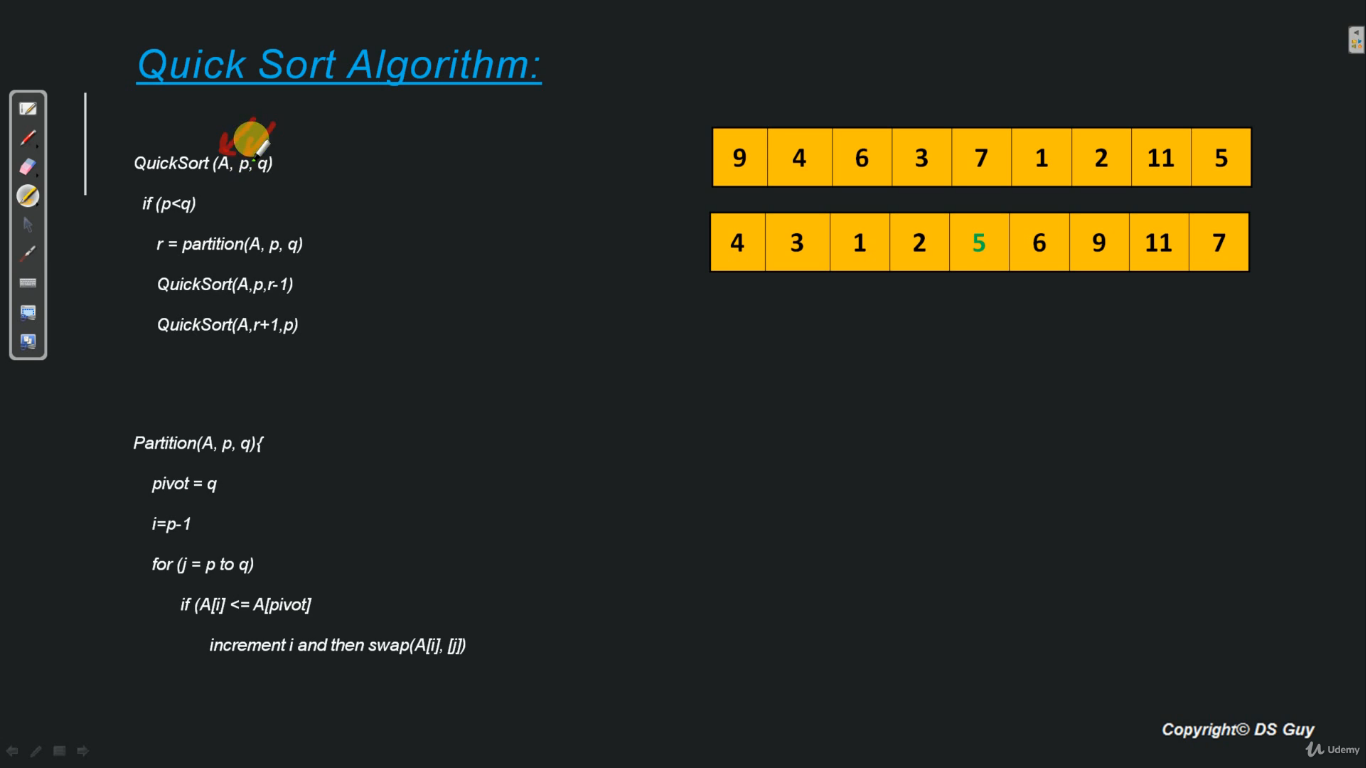 Quick Sort Algorithm:
QuickSort (A, p, q)
if (p<q)
r = partition(A, p, q)
QuickSort(A,p,r-1)
QuickSort(A,r+1,p)
Partition(A, p, q){
pivot = q
i=p-1
for (j = p to q)
if (A[i] <= A[pivot]
increment i and then swap(A[i], [j])
9 4 6 3 7 1 2 11 5
4 3 1 2 5 6 9 11 7
Copyright© DS Guy
Udemy